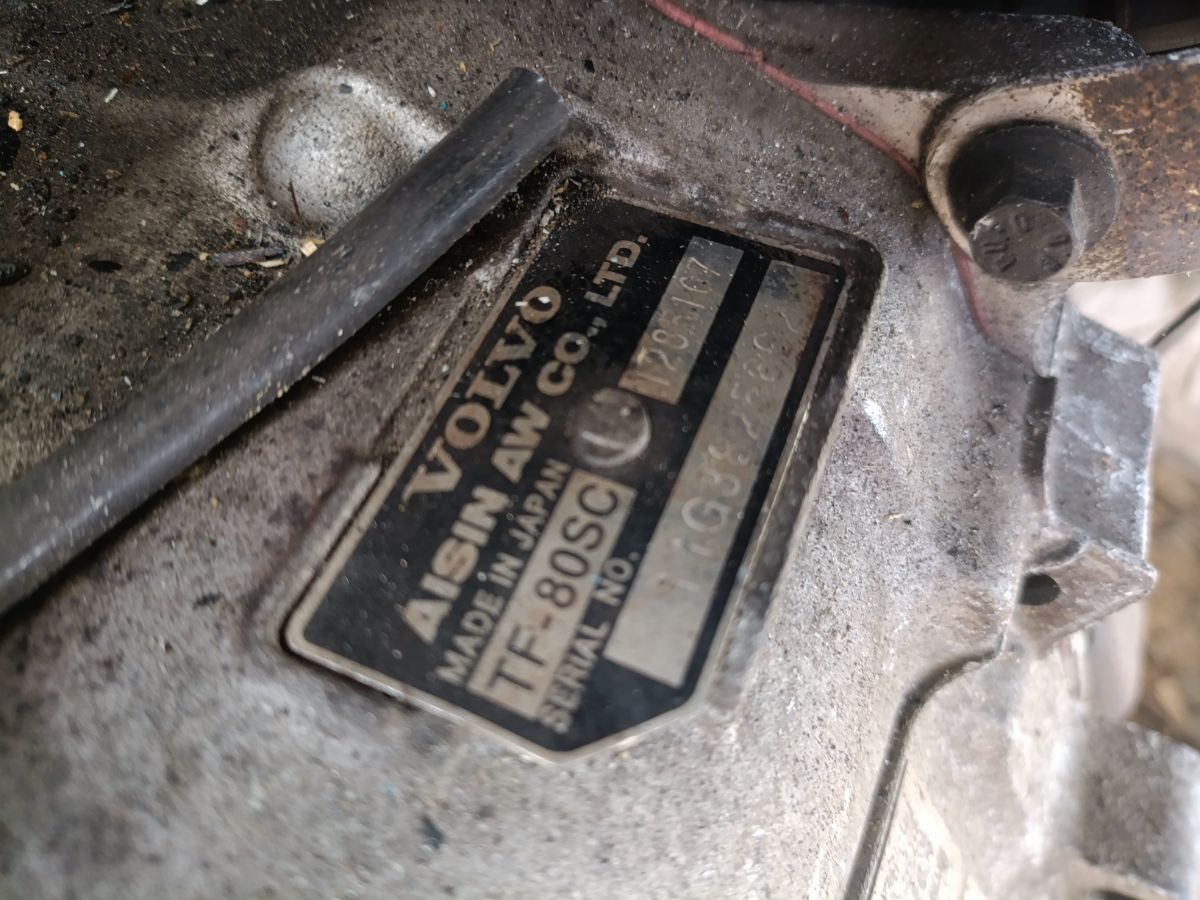 VOLVO
AISIN AW CO., LTD.
MADE IN JAPAN
TF-80SC
SERIAL NO.